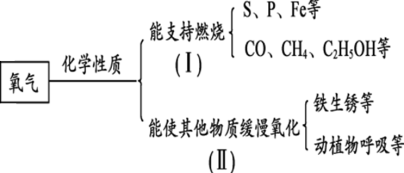 氧气
化学性质
能支持燃烧
(Ⅰ)
S、P、Fe等
CO、CH₄、C₂H₅OH等
能使其他物质缓慢氧化
(Ⅱ)
铁生锈等
动植物呼吸等